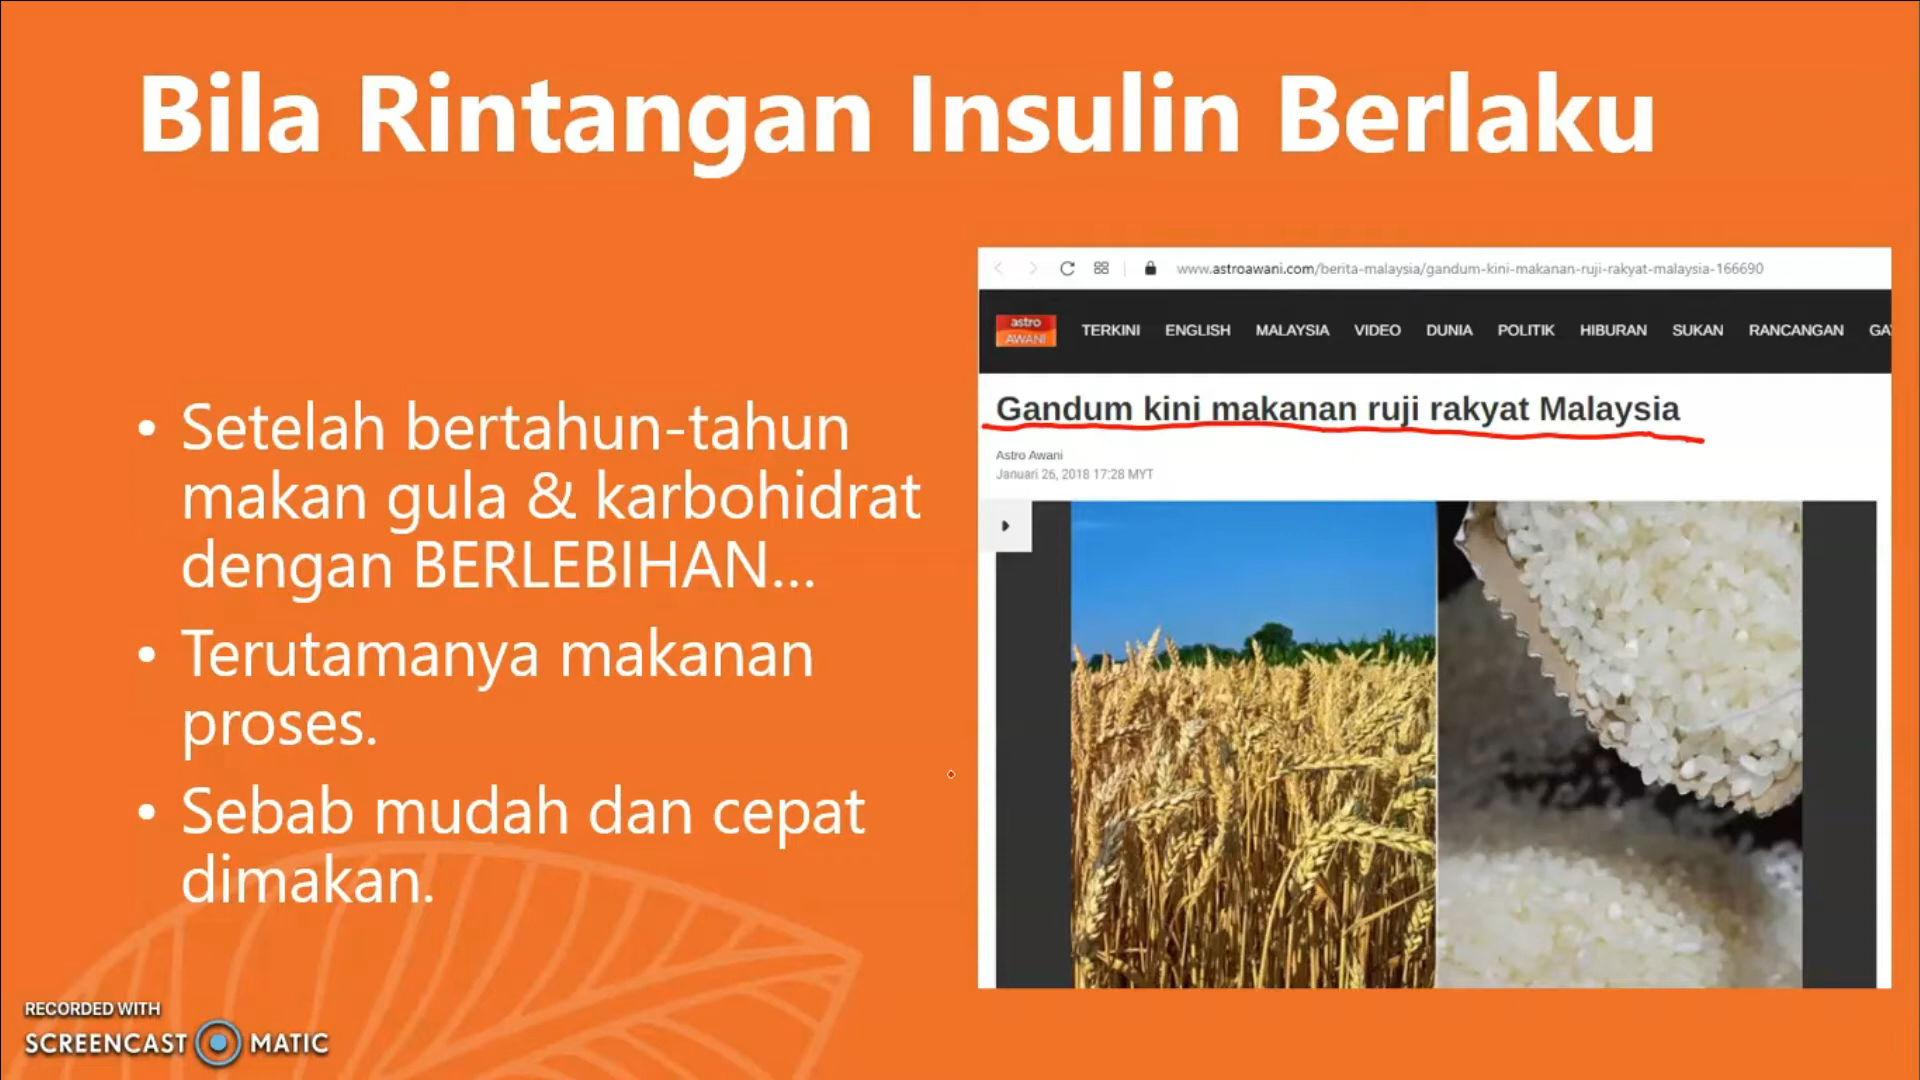 Bila Rintangan Insulin Berlaku
• Setelah bertahun-tahun
makan gula & karbohidrat
dengan BERLEBIHAN...
• Terutamanya makanan
proses.
• Sebab mudah dan cepat
dimakan.
www.astroawani.com/berita-malaysia/gandum-kini-makanan-ruji-rakyat-malaysia-166690
astro
AWANI
TERKINI ENGLISH MALAYSIA VIDEO DUNIA POLITIK HIBURAN SUKAN RANCANGAN
Gandum kini makanan ruji rakyat Malaysia
Astro Awani
Januari 26, 2018 17:28 MYT
RECORDED WITH
SCREENCAST MATIC